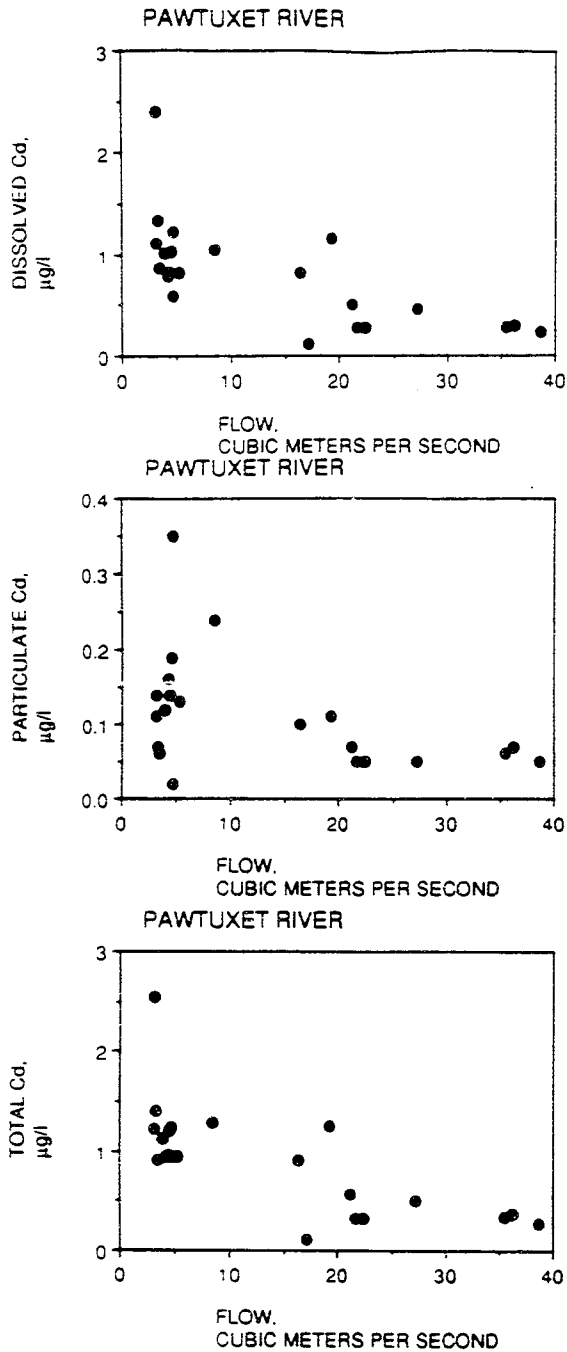 PAWTUXET RIVER
3
2
1
0
DISSOLVED Cd,
µg/l
0 10 20 30 40
FLOW,
CUBIC METERS PER SECOND
PAWTUXET RIVER
0.4
0.3
0.2
0.1
0.0
PARTICULATE Cd,
µg/l
0 10 20 30 40
FLOW,
CUBIC METERS PER SECOND
PAWTUXET RIVER
3
2
1
0
TOTAL Cd,
µg/l
0 10 20 30 40
FLOW,
CUBIC METERS PER SECOND